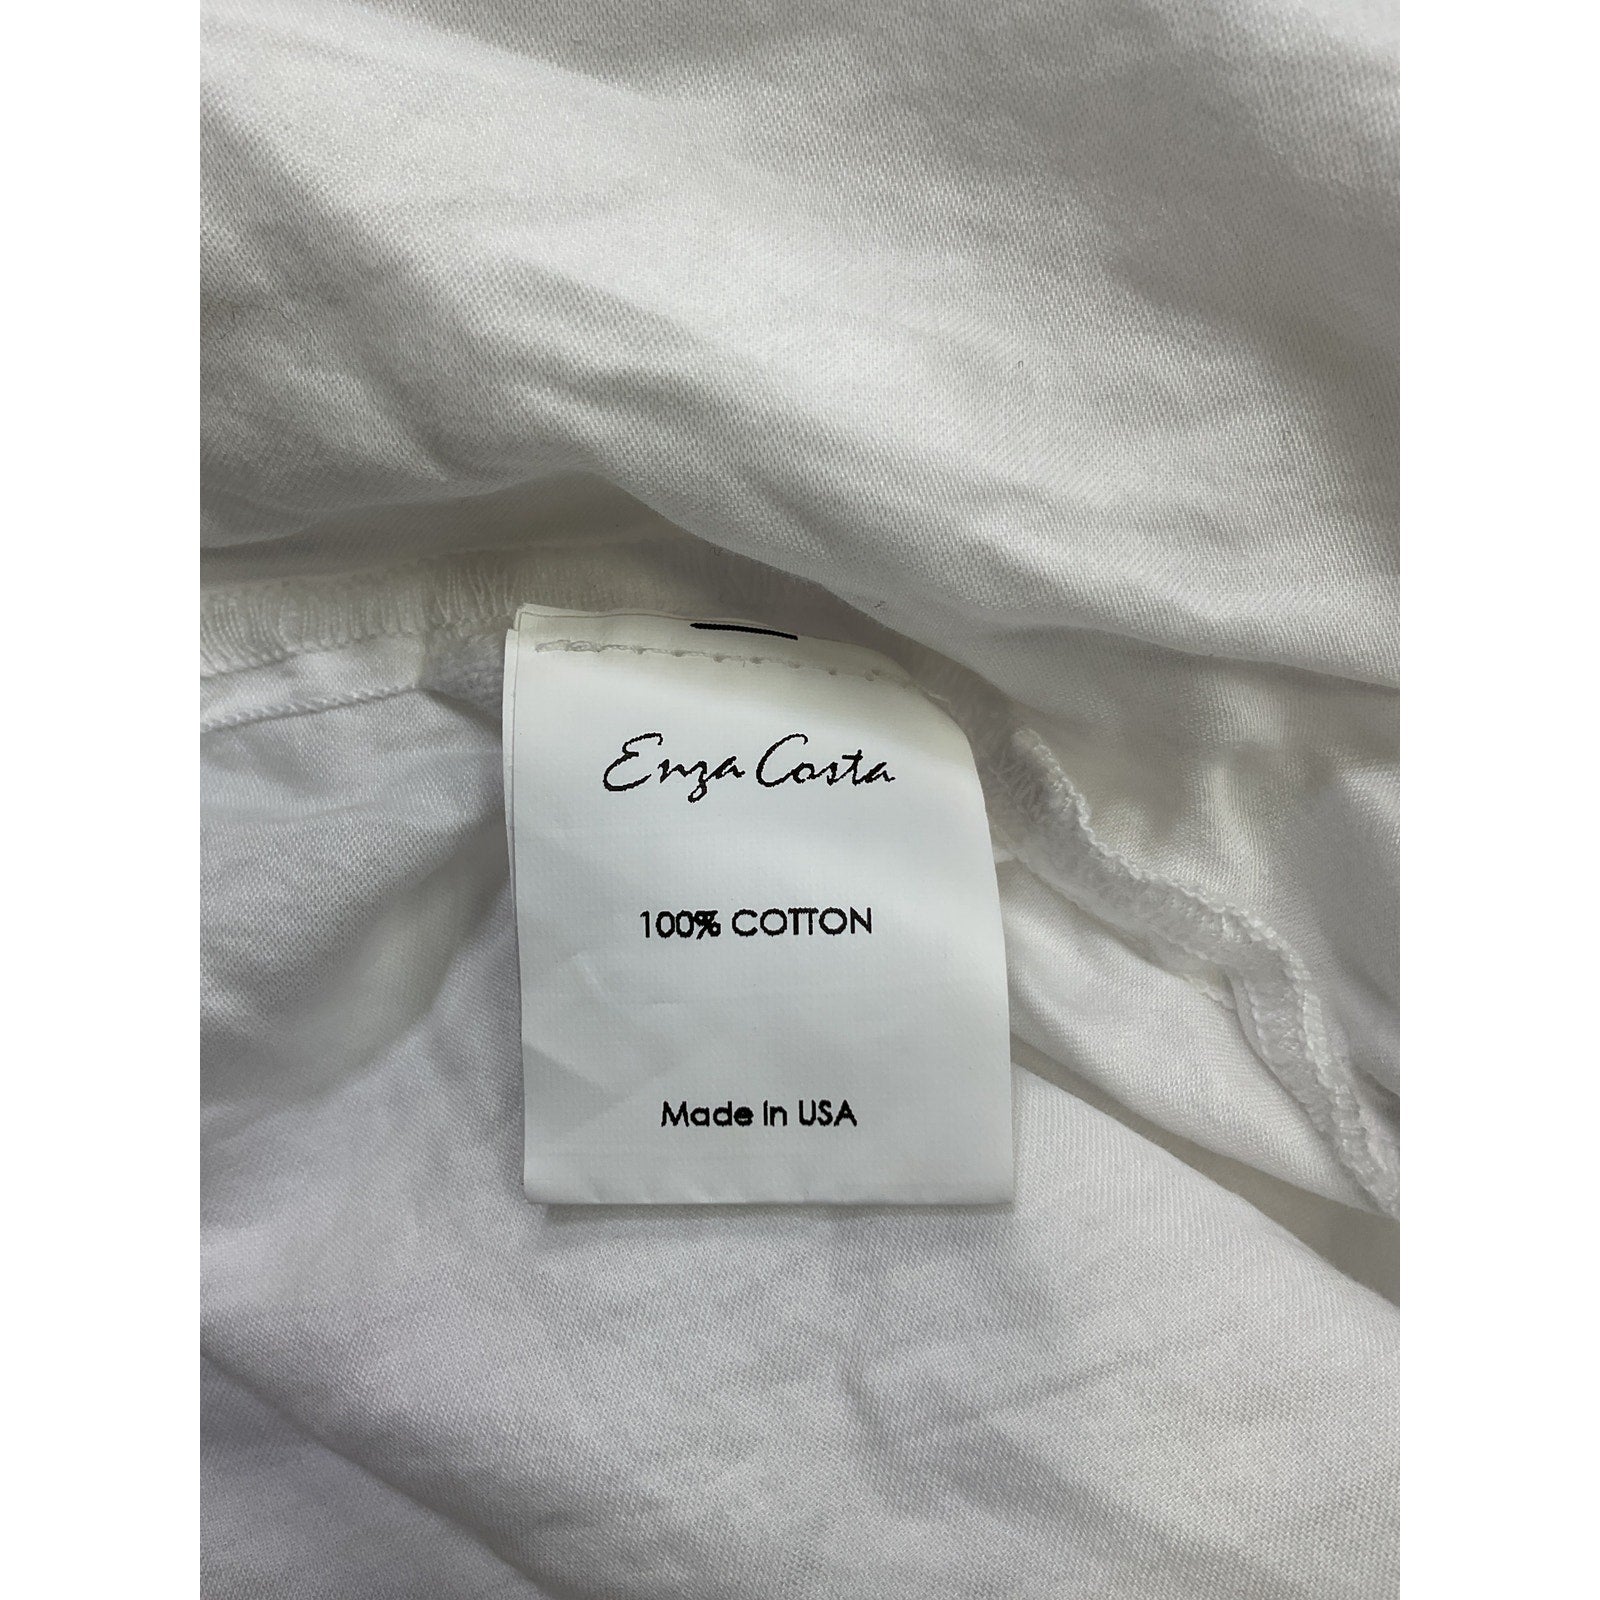 Enza Costa
100% COTTON
Made In USA